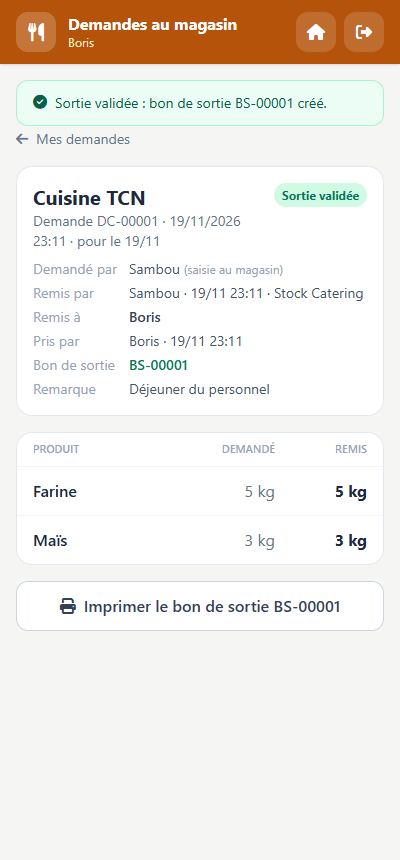 Demandes au magasin
Boris
Sortie validée : bon de sortie BS-00001 créé.
Mes demandes
Cuisine TCN
Sortie validée
Demande DC-00001 · 19/11/2026
23:11 · pour le 19/11
Demandé par Sambou (saisie au magasin)
Remis par Sambou · 19/11 23:11 · Stock Catering
Remis à Boris
Pris par Boris · 19/11 23:11
Bon de sortie BS-00001
Remarque Déjeuner du personnel
PRODUIT DEMANDÉ REMIS
Farine 5 kg 5 kg
Maïs 3 kg 3 kg
Imprimer le bon de sortie BS-00001